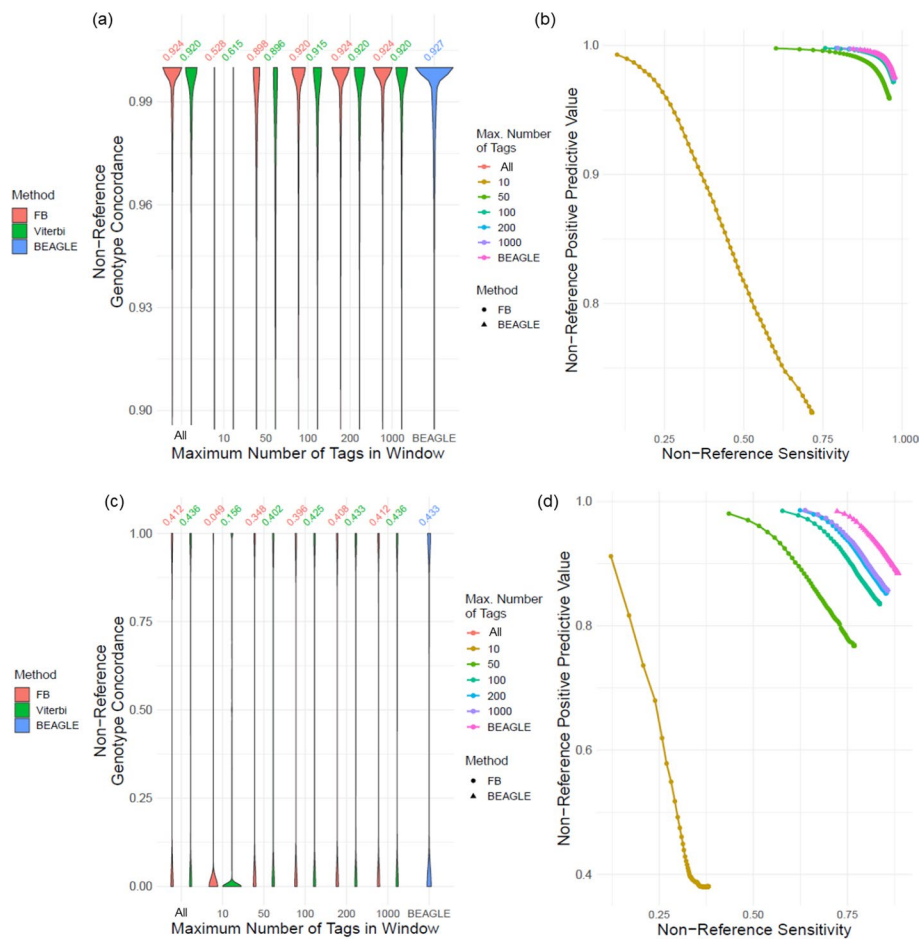 (a)
0.924 0.920 0.528 0.615 0.898 0.896 0.920 0.915 0.924 0.920 0.924 0.920 0.927
Non-Reference
Genotype Concordance
0.99
0.96
0.93
0.90
Method
FB
Viterbi
BEAGLE
All 10 50 100 200 1000 BEAGLE
Maximum Number of Tags in Window
(b)
Max. Number
of Tags
All
10
50
100
200
1000
BEAGLE
Method
FB
BEAGLE
Non-Reference Positive Predictive Value
1.0
0.9
0.8
0.25 0.50 0.75 1.000
Non-Reference Sensitivity
(c)
0.412 0.436 0.049 0.156 0.348 0.402 0.396 0.425 0.408 0.433 0.412 0.436 0.433
Non-Reference
Genotype Concordance
1.00
0.75
0.50
0.25
0.00
Method
FB
Viterbi
BEAGLE
All 10 50 100 200 1000 BEAGLE
Maximum Number of Tags in Window
(d)
Max. Number
of Tags
All
10
50
100
200
1000
BEAGLE
Method
FB
BEAGLE
Non-Reference Positive Predictive Value
1.0
0.8
0.6
0.4
0.25 0.50 0.75
Non-Reference Sensitivity